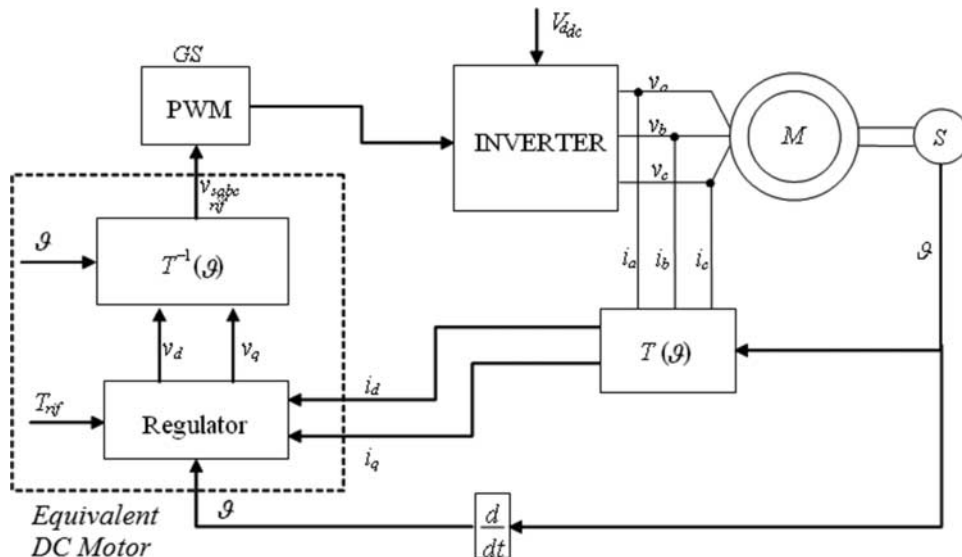 V_ddc
GS
PWM
INVERTER
v_a
v_b
v_c
M
S
v_sabc
rif
ϑ
T⁻¹(ϑ)
i_a
i_b
i_c
ϑ
v_d
v_q
T(ϑ)
T_rif
Regulator
i_d
i_q
ϑ
d
dt
Equivalent
DC Motor